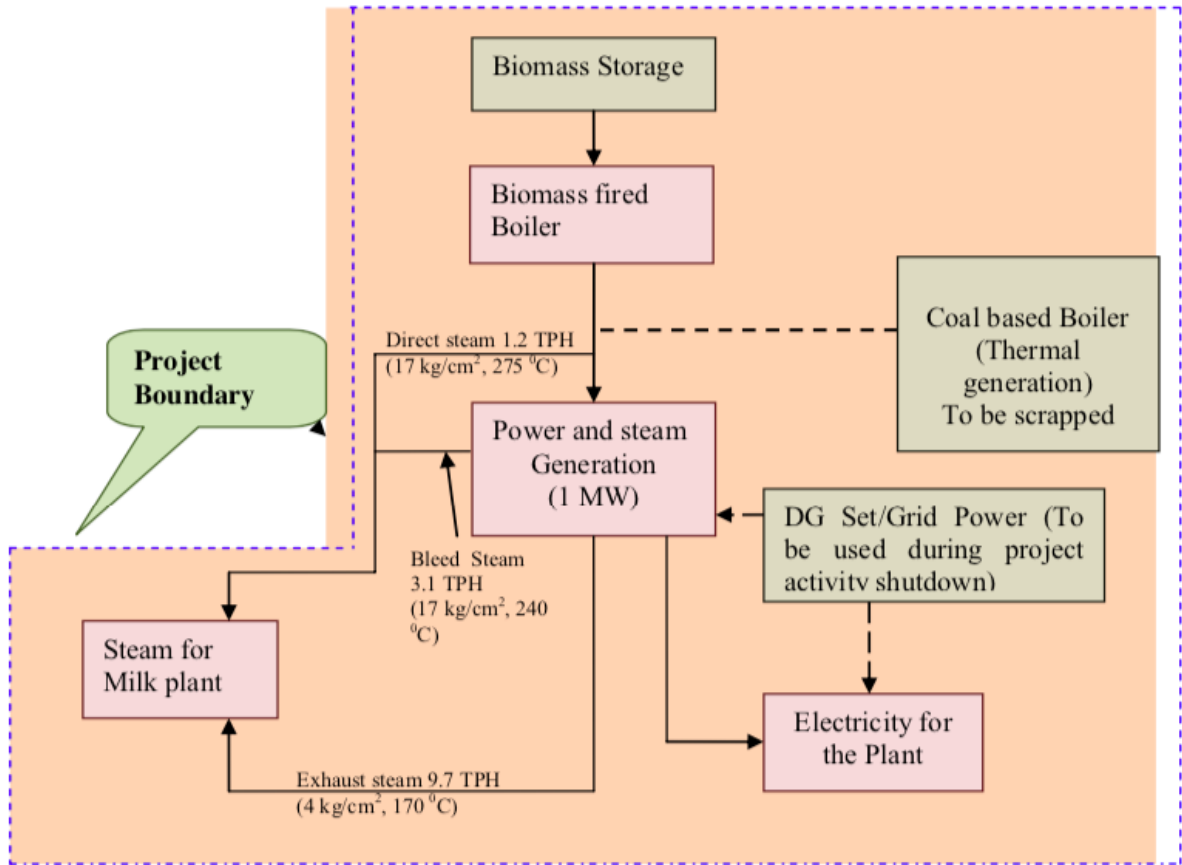 Biomass Storage
Biomass fired
Boiler
Coal based Boiler
(Thermal
generation)
To be scrapped
Direct steam 1.2 TPH
(17 kg/cm², 275 ⁰C)
Project
Boundary
Power and steam
Generation
(1 MW)
DG Set/Grid Power (To
be used during project
activity shutdown)
Bleed Steam
3.1 TPH
(17 kg/cm², 240
⁰C)
Steam for
Milk plant
Electricity for
the Plant
Exhaust steam 9.7 TPH
(4 kg/cm², 170 ⁰C)